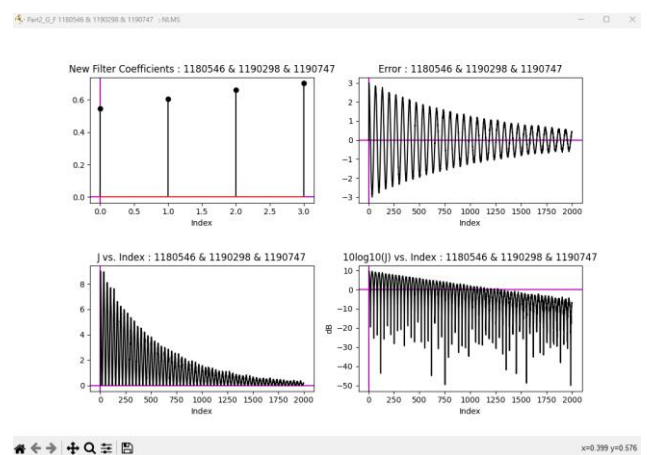 Part2_G_F 1180546 & 1190298 & 1190747 : NLMS
New Filter Coefficients : 1180546 & 1190298 & 1190747
0.6
0.4
0.2
0.0
0.0 0.5 1.0 1.5 2.0 2.5 3.0
Index
Error : 1180546 & 1190298 & 1190747
3
2
1
0
−1
−2
−3
0 250 500 750 1000 1250 1500 1750 2000
Index
J vs. Index : 1180546 & 1190298 & 1190747
8
6
4
2
0
0 250 500 750 1000 1250 1500 1750 2000
Index
10log10(J) vs. Index : 1180546 & 1190298 & 1190747
dB
10
0
−10
−20
−30
−40
−50
0 250 500 750 1000 1250 1500 1750 2000
Index
x=0.399 y=0.576